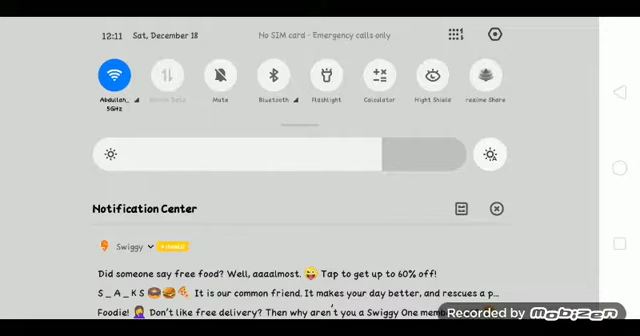 12:11 Sat, December 18 No SIM card - Emergency calls only
Abdullah_ 5GHz
Mobile Data
Mute
Bluetooth
Flashlight
Calculator
Night Shield
realme Share
Notification Center
Swiggy
Did someone say free food? Well, aaaalmost. 😜 Tap to get up to 60% off!
S _ A _ K S 🍩🍔🍕 It is our common friend. It makes your day better, and rescues a p...
Foodie! 🤦‍♀️ Don't like free delivery? Then why aren't you a Swiggy One
Recorded by mobizen